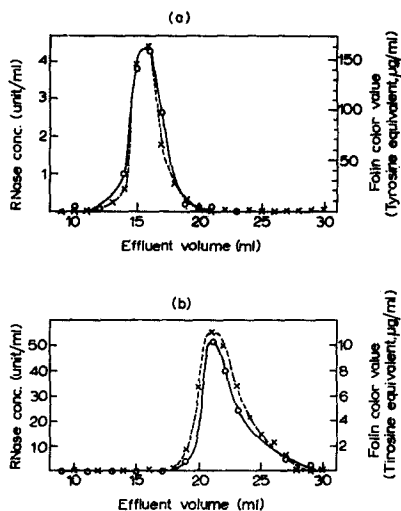 (a)
RNase conc. (unit/ml)
4
3
2
1
150
100
50
Folin color value
(Tyrosine equivalent, μg/ml)
10 15 20 25 30
Effluent volume (ml)
(b)
RNase conc. (unit/ml)
50
40
30
20
10
10
8
6
4
2
Folin color value
(Tirosine equivalent, μg/ml)
10 15 20 25 30
Effluent volume (ml)